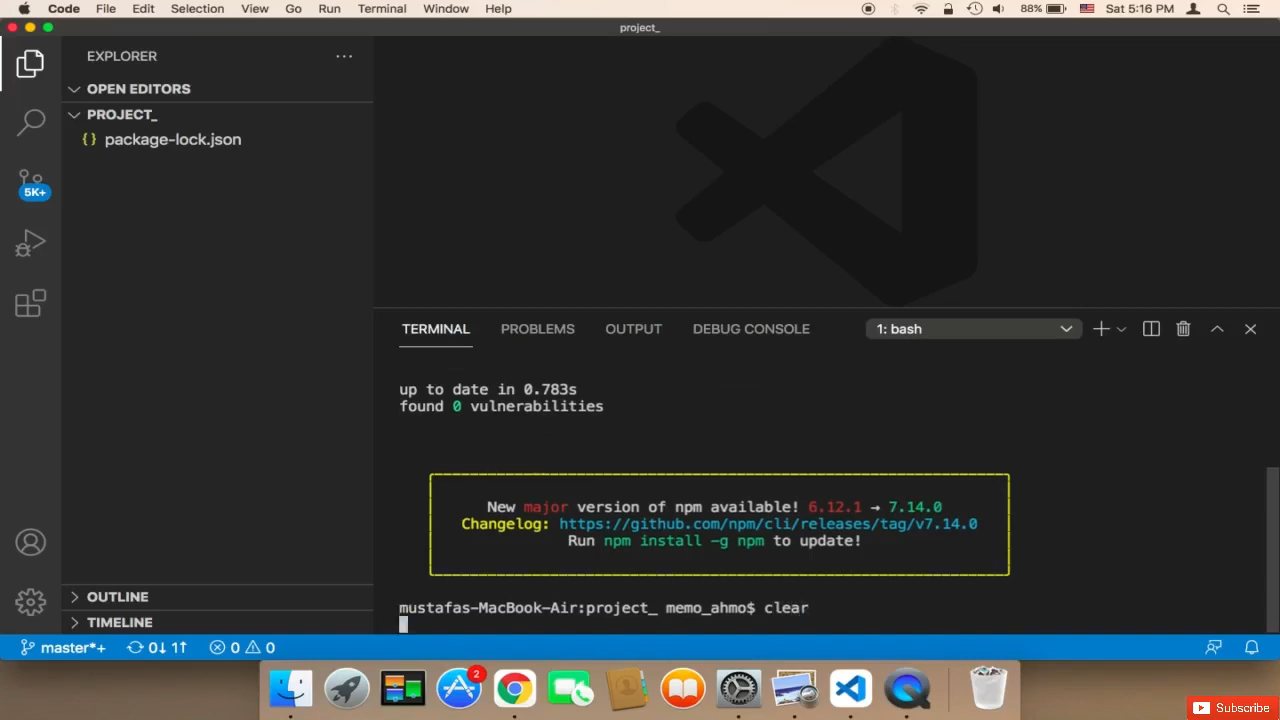 Code File Edit Selection View Go Run Terminal Window Help 88% Sat 5:16 PM
project_
EXPLORER
OPEN EDITORS
PROJECT_
{ } package-lock.json
5K+
OUTLINE
TIMELINE
TERMINAL PROBLEMS OUTPUT DEBUG CONSOLE 1: bash
up to date in 0.783s
found 0 vulnerabilities
New major version of npm available! 6.12.1 → 7.14.0
Changelog: https://github.com/npm/cli/releases/tag/v7.14.0
Run npm install -g npm to update!
mustafas-MacBook-Air:project_ memo_ahmo$ clear
master*+ 0↓ 1↑ 0 0
2
Subscribe